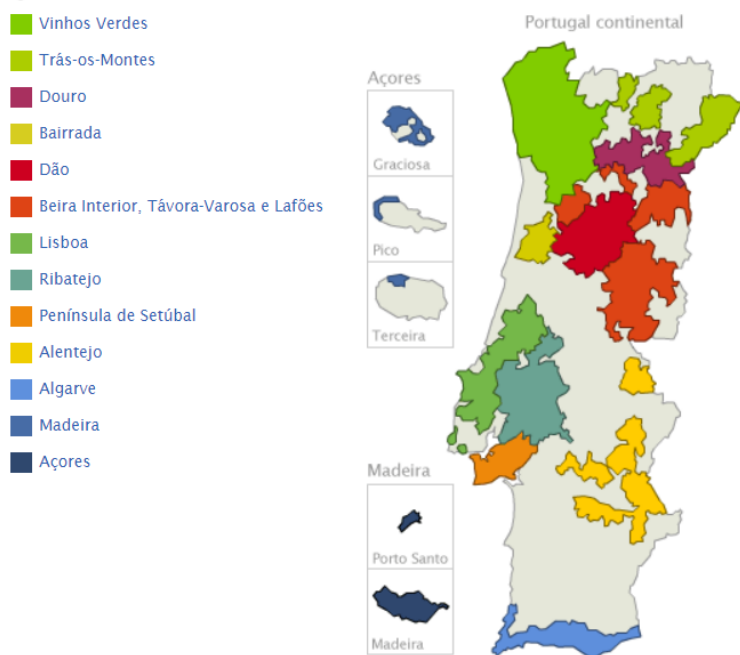 Vinhos Verdes
Trás-os-Montes
Douro
Bairrada
Dão
Beira Interior, Távora-Varosa e Lafões
Lisboa
Ribatejo
Península de Setúbal
Alentejo
Algarve
Madeira
Açores
Portugal continental
Açores
Graciosa
Pico
Terceira
Madeira
Porto Santo
Madeira